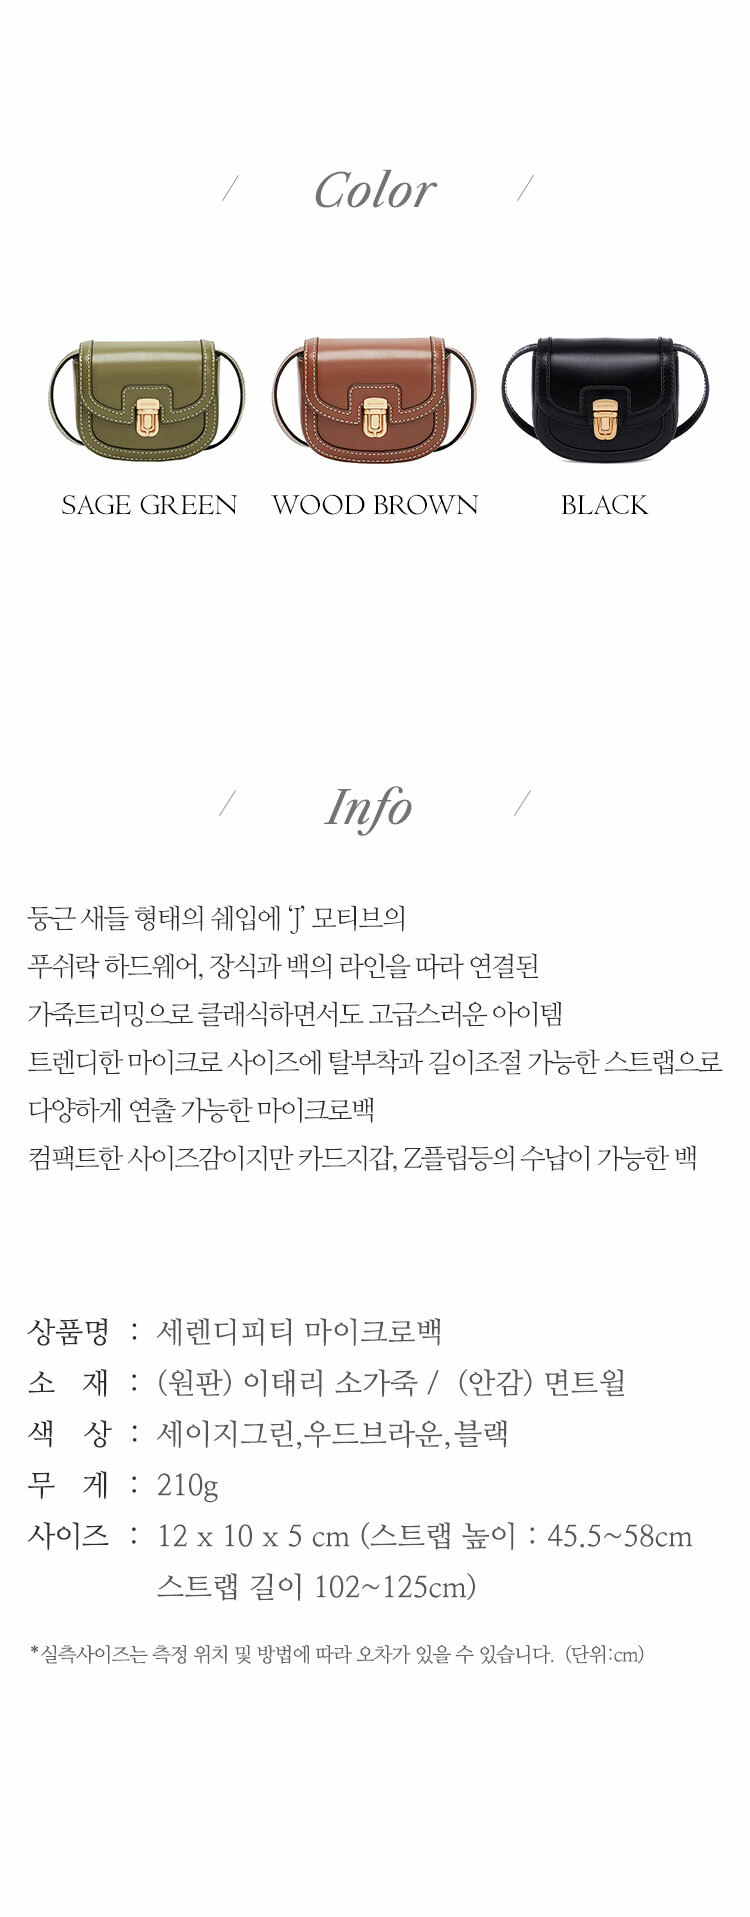 / Color /
SAGE GREEN WOOD BROWN BLACK
/ Info /
둥근 새들 형태의 쉐입에 ‘J’ 모티브의
푸쉬락 하드웨어, 장식과 백의 라인을 따라 연결된
가죽트리밍으로 클래식하면서도 고급스러운 아이템
트렌디한 마이크로 사이즈에 탈부착과 길이조절 가능한 스트랩으로
다양하게 연출 가능한 마이크로백
컴팩트한 사이즈감이지만 카드지갑, Z플립등의 수납이 가능한 백
상품명 : 세렌디피티 마이크로백
소 재 : (원판) 이태리 소가죽 / (안감) 면트윌
색 상 : 세이지그린,우드브라운,블랙
무 게 : 210g
사이즈 : 12 x 10 x 5 cm (스트랩 높이 : 45.5~58cm
스트랩 길이 102~125cm)
*실측사이즈는 측정 위치 및 방법에 따라 오차가 있을 수 있습니다. (단위:cm)